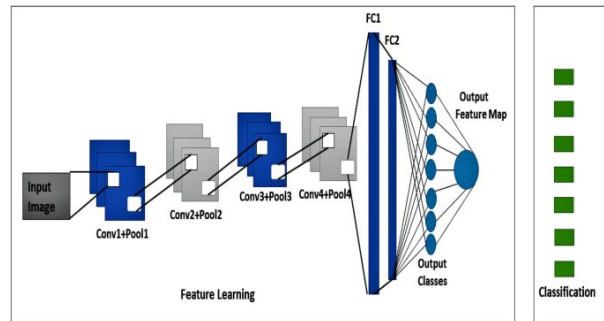 FC1
FC2
Output
Feature Map
Input
Image
Conv1+Pool1
Conv2+Pool2
Conv3+Pool3
Conv4+Pool4
Output
Classes
Feature Learning
Classification